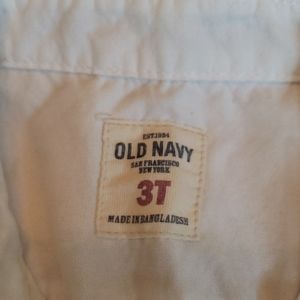 EST.1994
OLD NAVY
SAN FRANCISCO
NEW YORK
3T
MADE IN BANGLADESH